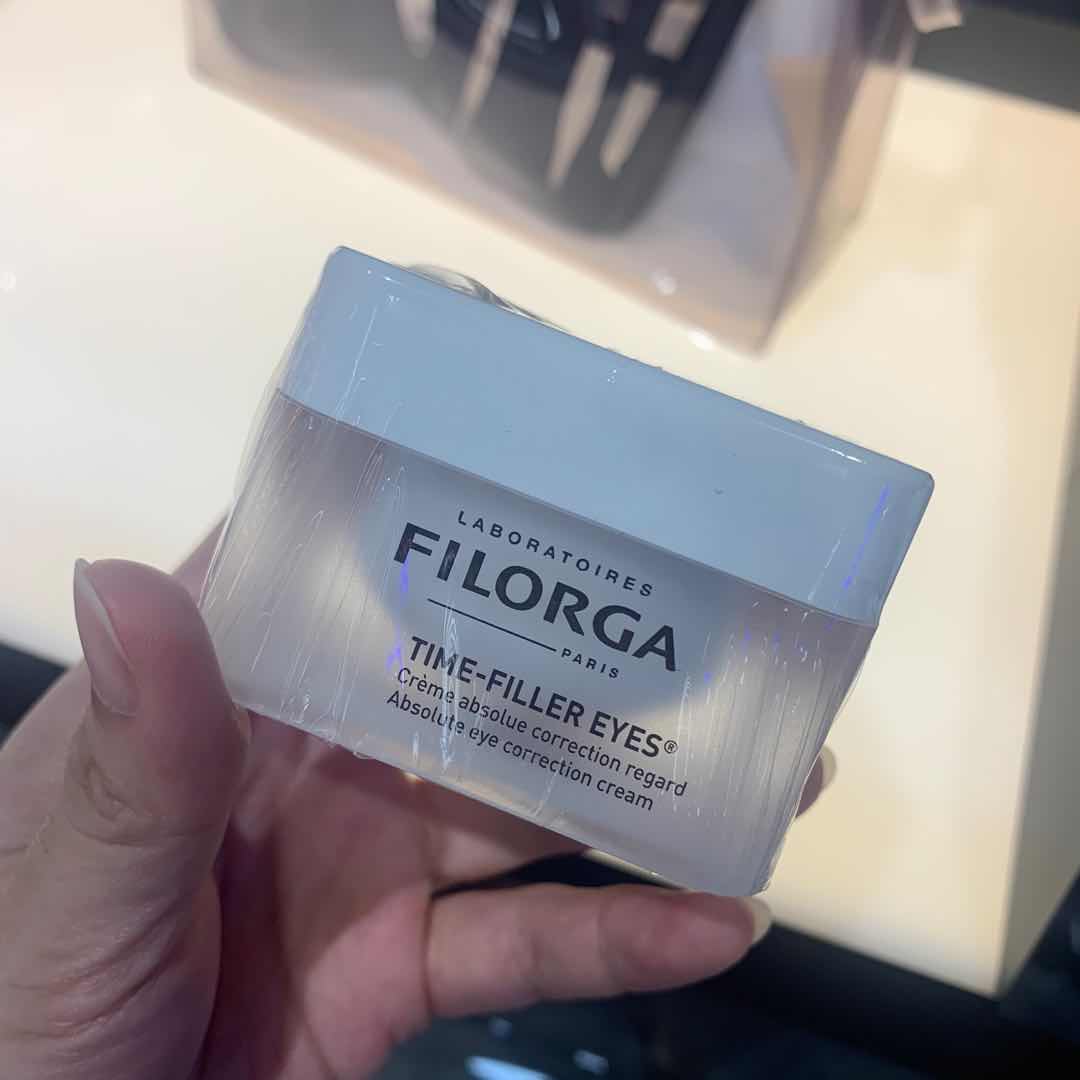 LABORATOIRES
FILORGA
PARIS
TIME-FILLER EYES®
Crème absolue correction regard
Absolute eye correction cream